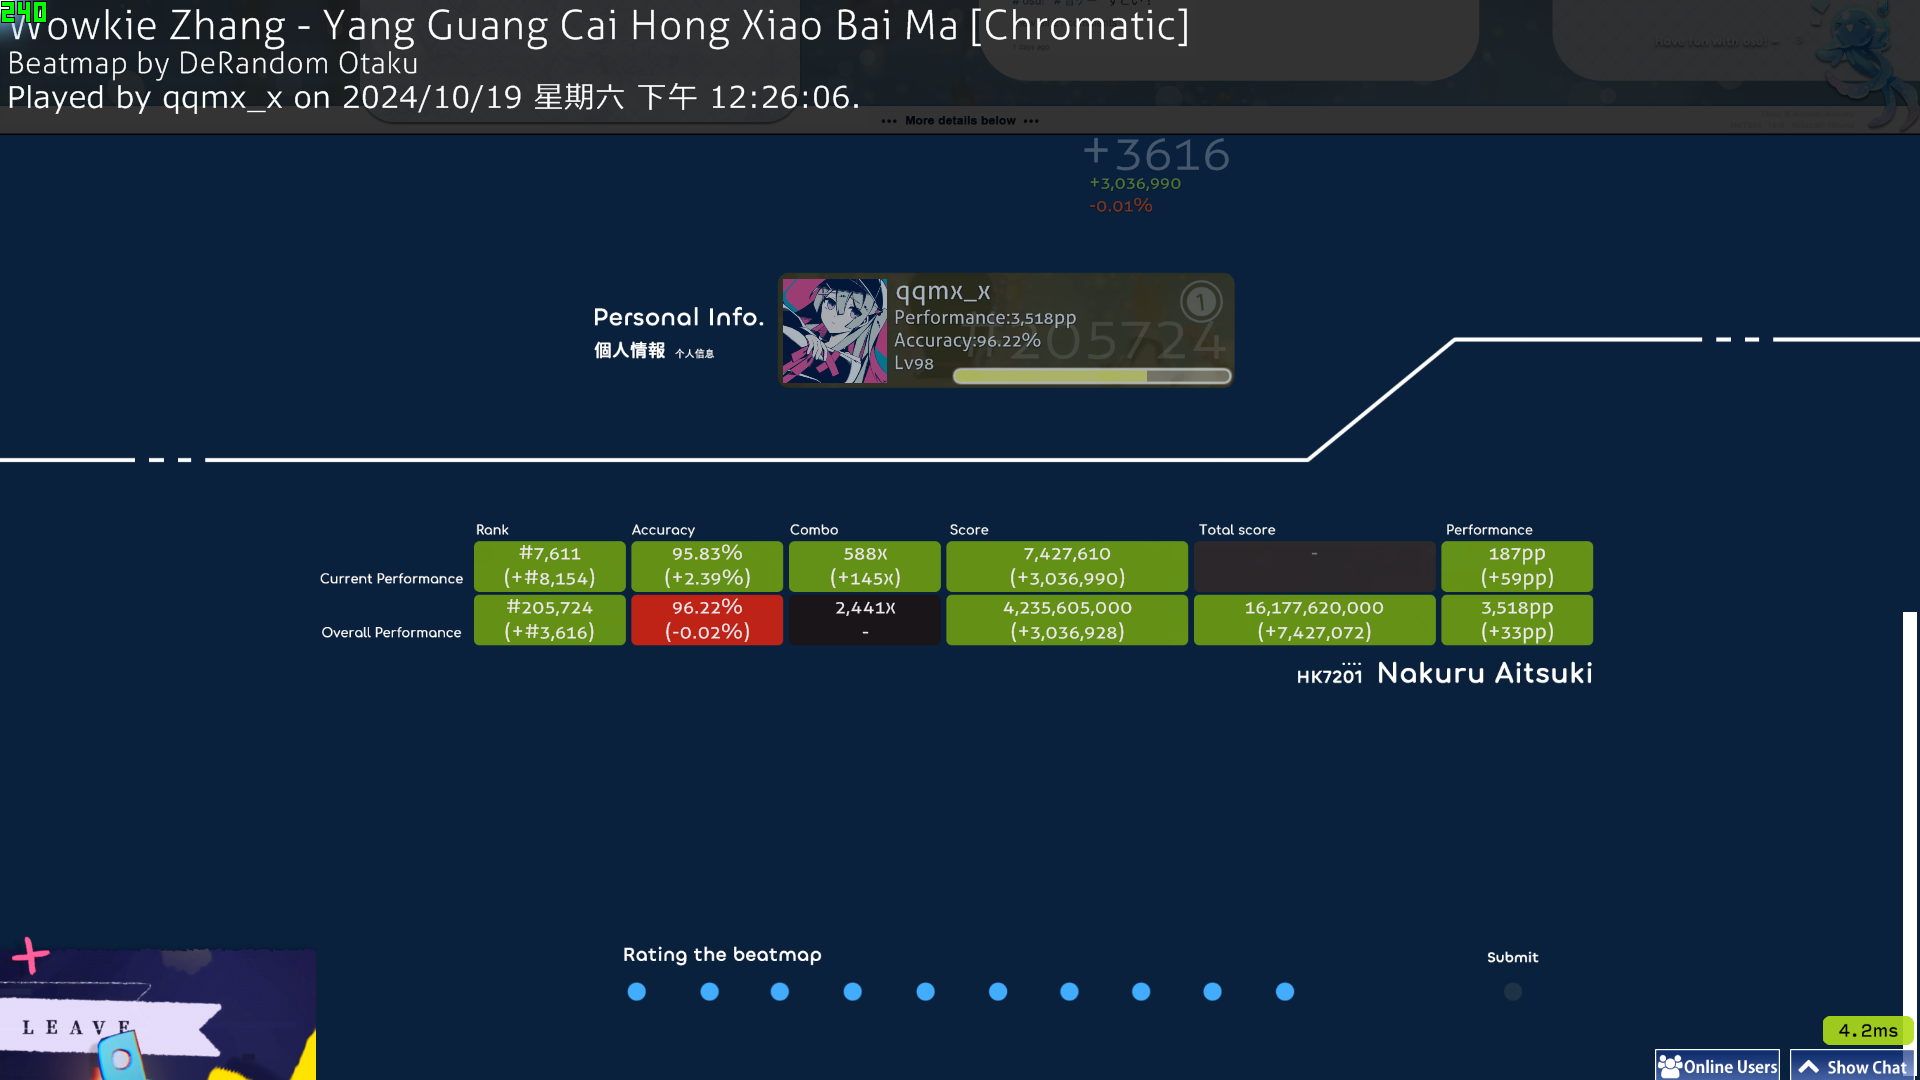 240
Wowkie Zhang - Yang Guang Cai Hong Xiao Bai Ma [Chromatic]
Beatmap by DeRandom Otaku
Played by qqmx_x on 2024/10/19 星期六 下午 12:26:06.
••• More details below •••
+3616
+3,036,990
-0.01%
Personal Info.
個人情報 个人信息
qqmx_x
1
Performance:3,518pp
#205724
Accuracy:96.22%
Lv98
Rank Accuracy Combo Score Total score Performance
Current Performance
#7,611 95.83% 588x 7,427,610 - 187pp
(+#8,154) (+2.39%) (+145x) (+3,036,990) (+59pp)
Overall Performance
#205,724 96.22% 2,441x 4,235,605,000 16,177,620,000 3,518pp
(+#3,616) (-0.02%) - (+3,036,928) (+7,427,072) (+33pp)
HK7201 Nakuru Aitsuki
Rating the beatmap
Submit
LEAVE
4.2ms
Online Users
Show Chat